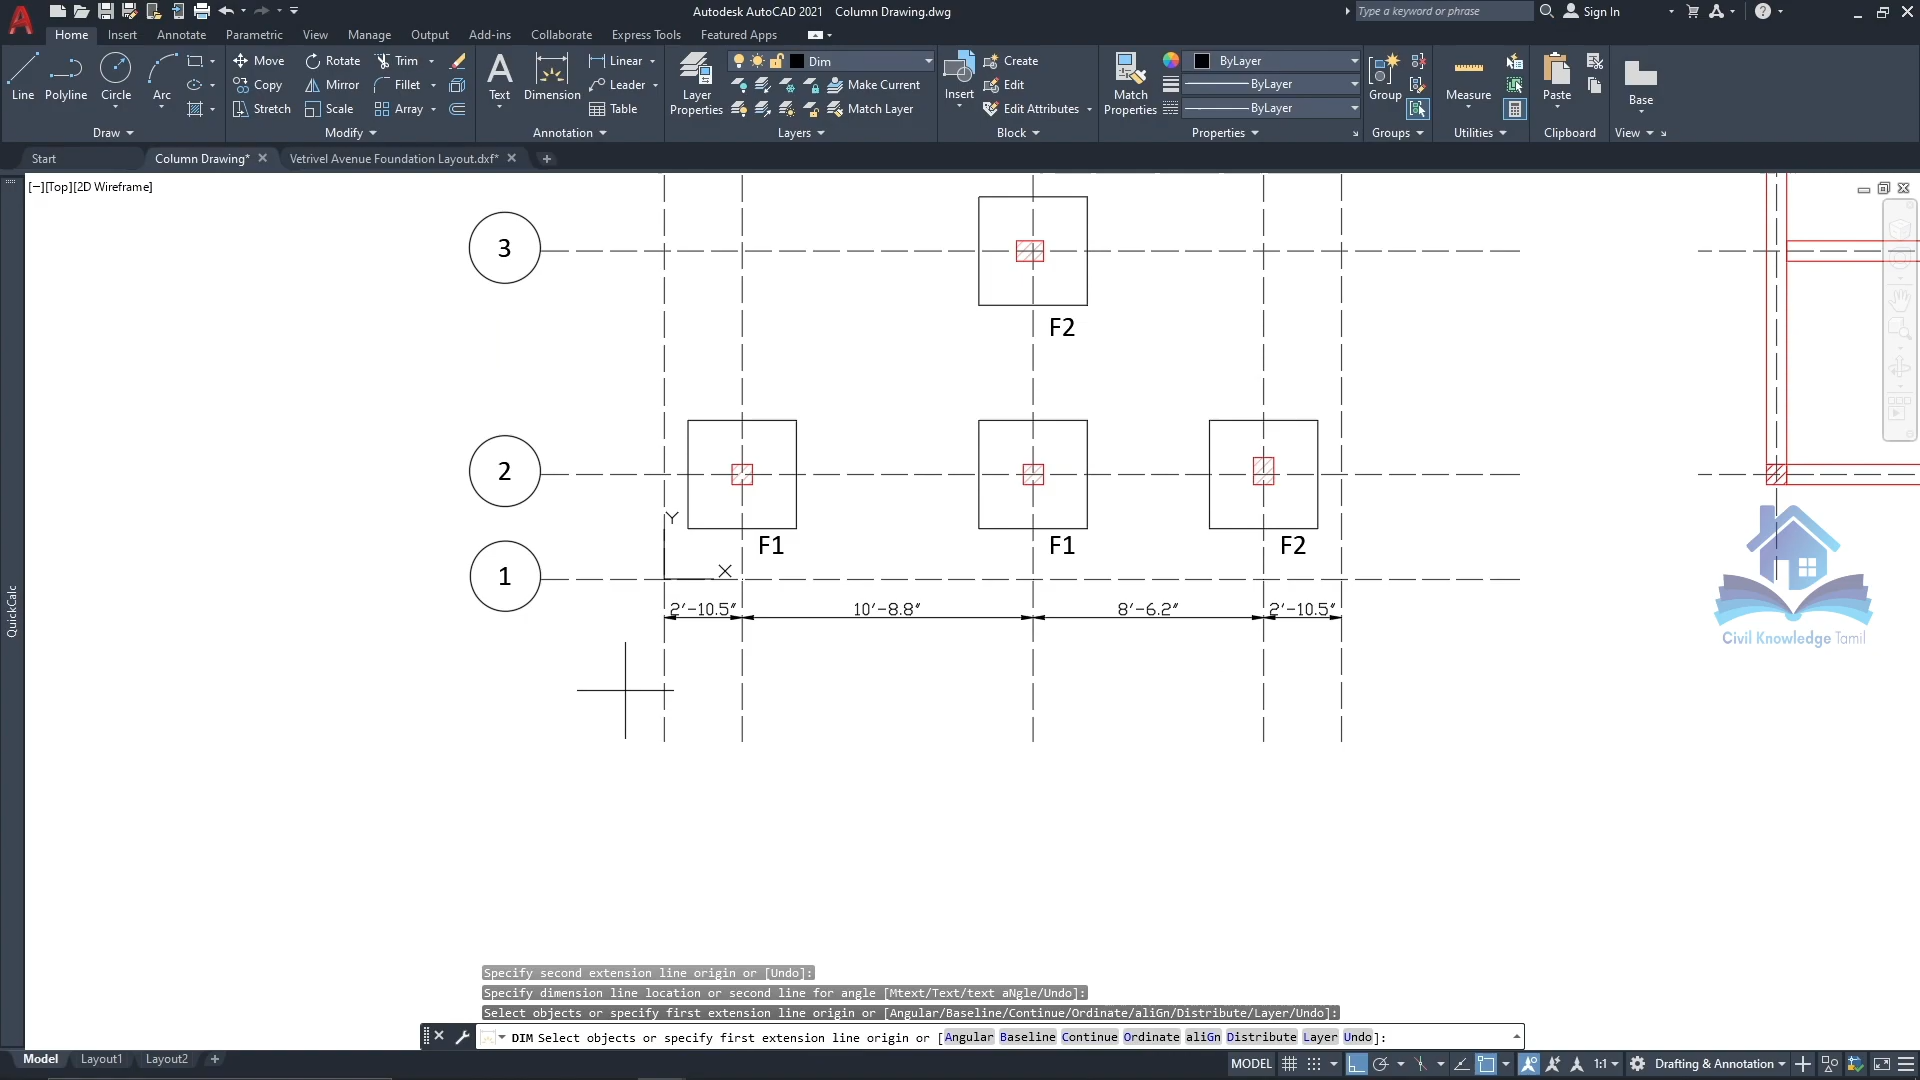 Autodesk AutoCAD 2021 Column Drawing.dwg
Type a keyword or phrase
Sign In
Home Insert Annotate Parametric View Manage Output Add-ins Collaborate Express Tools Featured Apps
Line Polyline Circle Arc
Move Rotate Trim
Copy Mirror Fillet
Stretch Scale Array
Text Dimension
Linear
Leader
Table
Layer Properties
Dim
Make Current
Match Layer
Insert
Create
Edit
Edit Attributes
Match Properties
ByLayer
ByLayer
ByLayer
Group
Measure
Paste
Base
Draw Modify Annotation Layers Block Properties Groups Utilities Clipboard View
Start Column Drawing* Vetrivel Avenue Foundation Layout.dxf*
[−][Top][2D Wireframe]
3
F2
2
Y
F1 F1 F2
1
X
2'-10.5" 10'-8.8" 8'-6.2" 2'-10.5"
QuickCalc
Civil Knowledge Tamil
Specify second extension line origin or [Undo]:
Specify dimension line location or second line for angle [Mtext/Text/text aNgle/Undo]:
Select objects or specify first extension line origin or [Angular/Baseline/Continue/Ordinate/aliGn/Distribute/Layer/Undo]:
DIM Select objects or specify first extension line origin or [Angular Baseline Continue Ordinate aliGn Distribute Layer Undo]:
Model Layout1 Layout2
MODEL 1:1 Drafting & Annotation